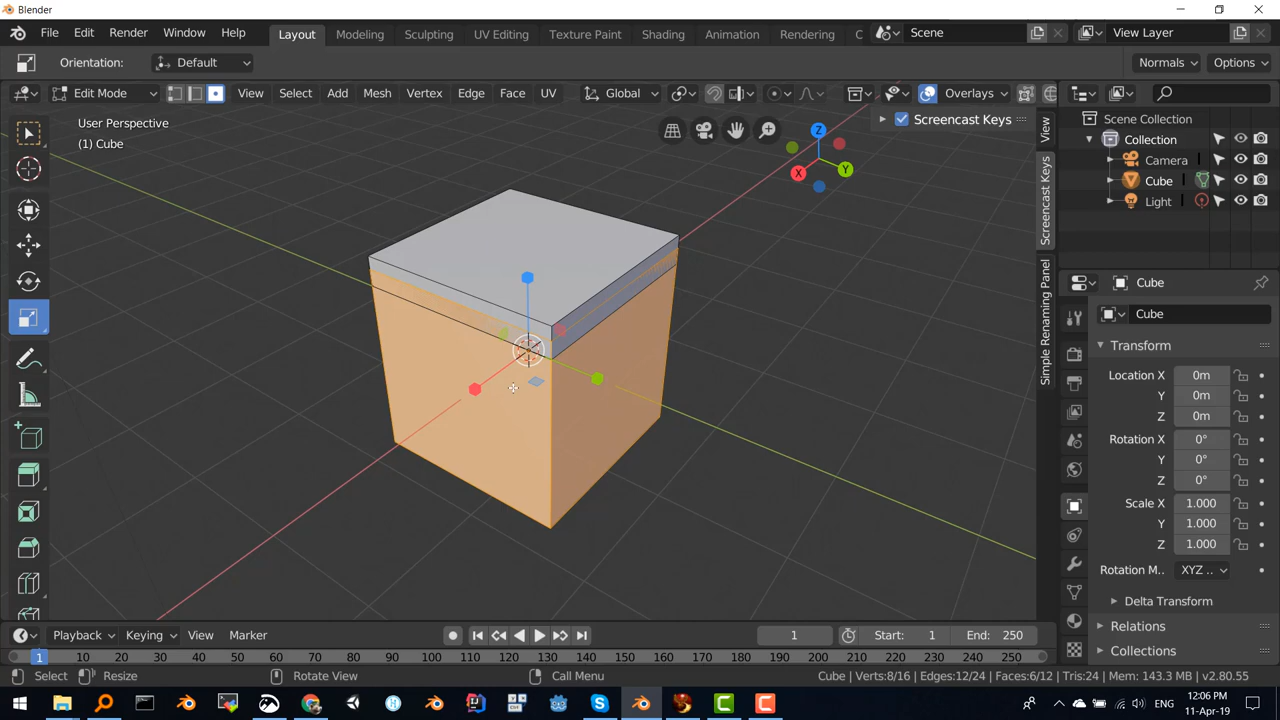 Blender
File Edit Render Window Help Layout Modeling Sculpting UV Editing Texture Paint Shading Animation Rendering C Scene View Layer
Orientation: Default Normals Options
Edit Mode View Select Add Mesh Vertex Edge Face UV Global Overlays
User Perspective
(1) Cube
Screencast Keys
View
Screencast Keys
Simple Renaming Panel
Z
Y
X
Scene Collection
Collection
Camera
Cube
Light
Cube
Cube
Transform
Location X 0m
Y 0m
Z 0m
Rotation X 0°
Y 0°
Z 0°
Scale X 1.000
Y 1.000
Z 1.000
Rotation M.. XYZ ..
Delta Transform
Relations
Collections
Playback Keying View Marker 1 Start: 1 End: 250
1 10 20 30 40 50 60 70 80 90 100 110 120 130 140 150 160 170 180 190 200 210 220 230 240 250
Select Resize Rotate View Call Menu Cube | Verts:8/16 | Edges:12/24 | Faces:6/12 | Tris:24 | Mem: 143.3 MB | v2.80.55
ENG 12:06 PM
11-Apr-19